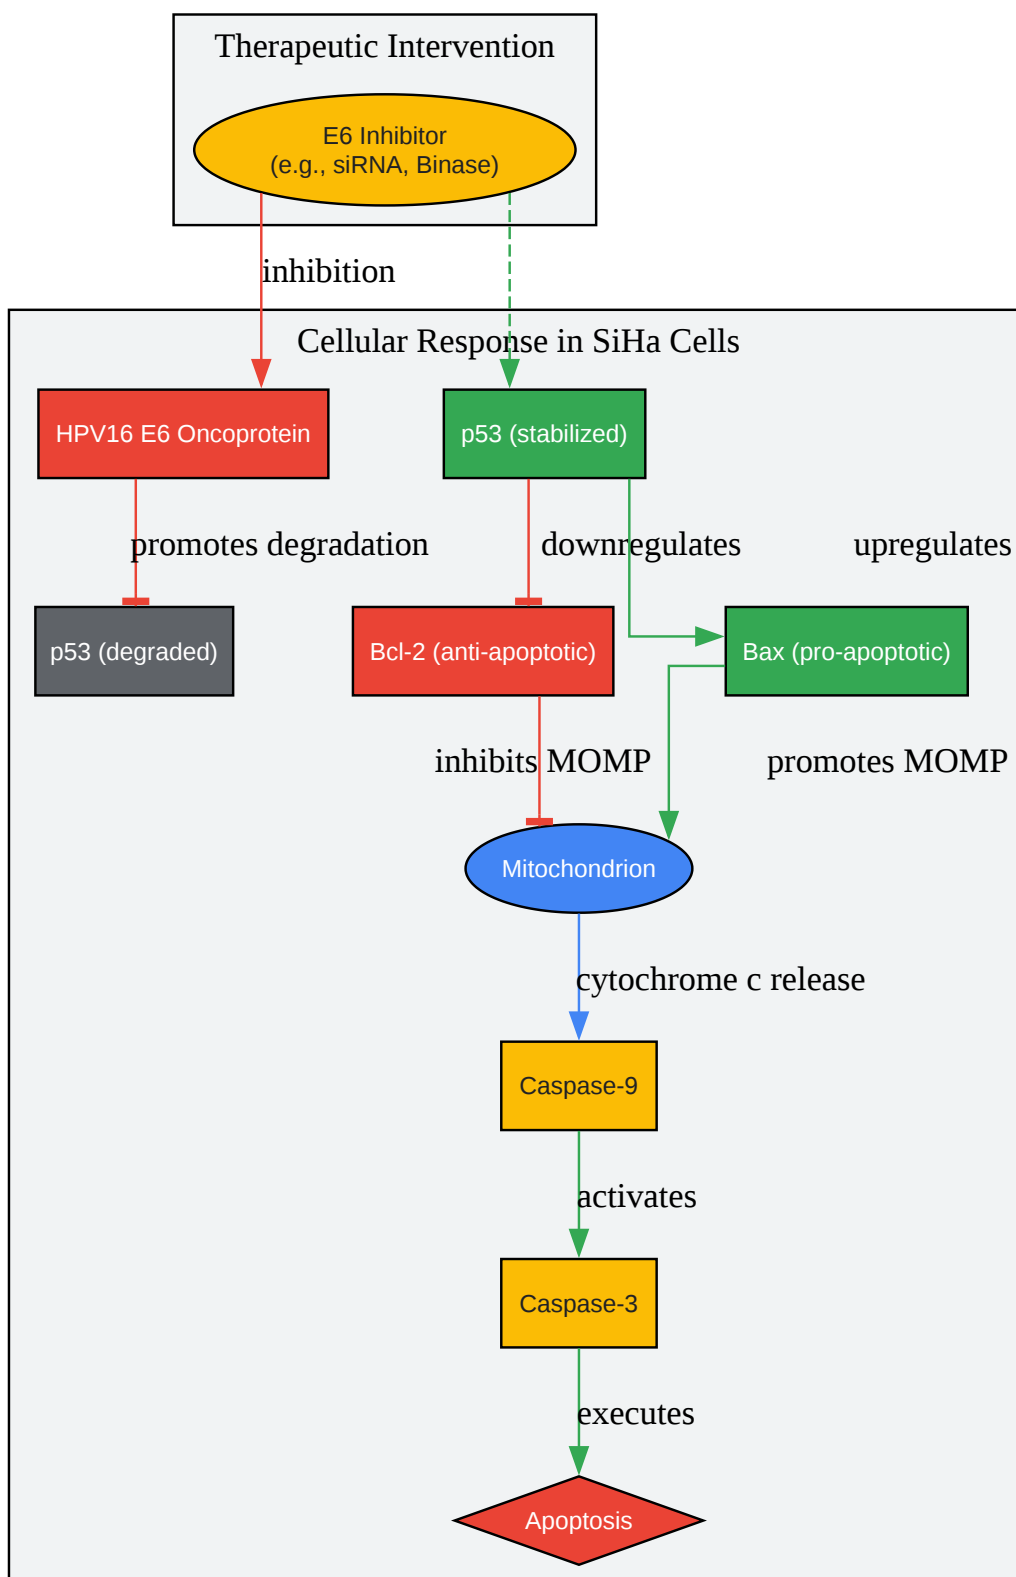 Therapeutic Intervention
E6 Inhibitor
(e.g., siRNA, Binase)
inhibition
Cellular Response in SiHa Cells
HPV16 E6 Oncoprotein
p53 (stabilized)
promotes degradation
downregulates
upregulates
p53 (degraded)
Bcl-2 (anti-apoptotic)
Bax (pro-apoptotic)
inhibits MOMP
promotes MOMP
Mitochondrion
cytochrome c release
Caspase-9
activates
Caspase-3
executes
Apoptosis